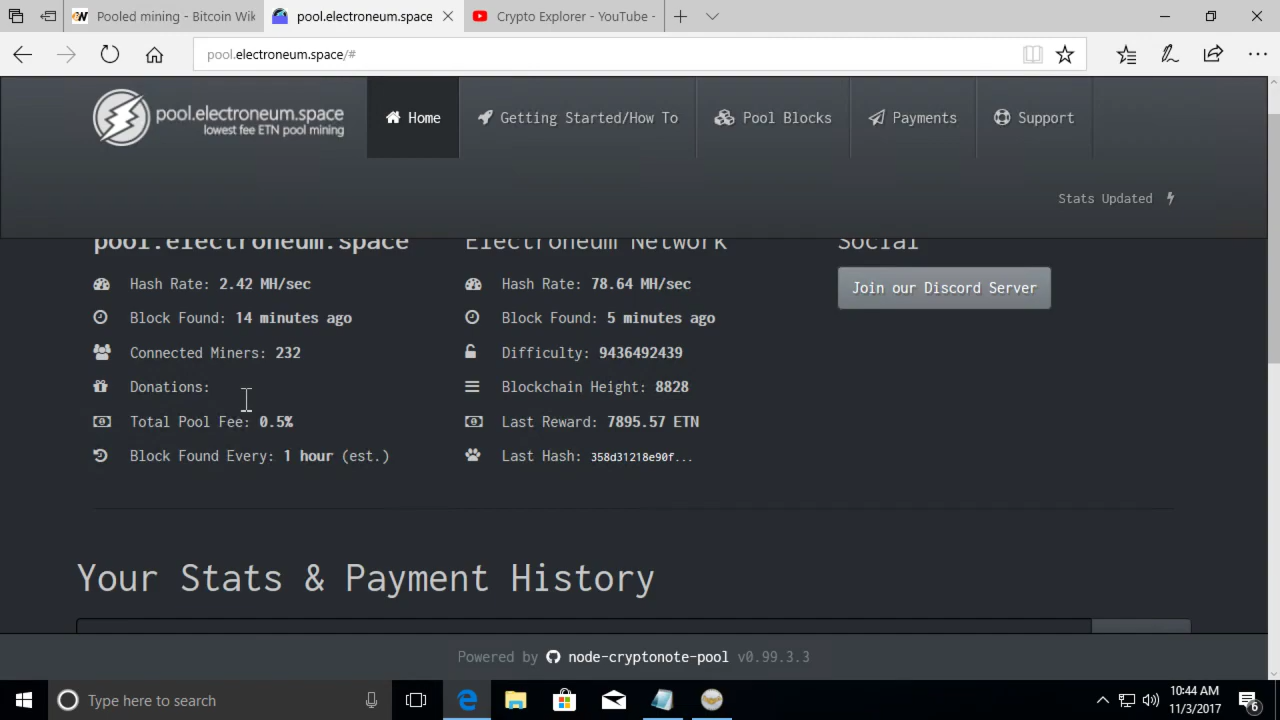 Pooled mining - Bitcoin Wik
pool.electroneum.space
Crypto Explorer - YouTube -
pool.electroneum.space/#
pool.electroneum.space
lowest fee ETN pool mining
Home
Getting Started/How To
Pool Blocks
Payments
Support
Stats Updated
pool.electroneum.space
Hash Rate: 2.42 MH/sec
Block Found: 14 minutes ago
Connected Miners: 232
Donations:
Total Pool Fee: 0.5%
Block Found Every: 1 hour (est.)
Electroneum Network
Hash Rate: 78.64 MH/sec
Block Found: 5 minutes ago
Difficulty: 9436492439
Blockchain Height: 8828
Last Reward: 7895.57 ETN
Last Hash: 358d31218e90f...
Social
Join our Discord Server
Your Stats & Payment History
Powered by node-cryptonote-pool v0.99.3.3
Type here to search
10:44 AM
11/3/2017
6